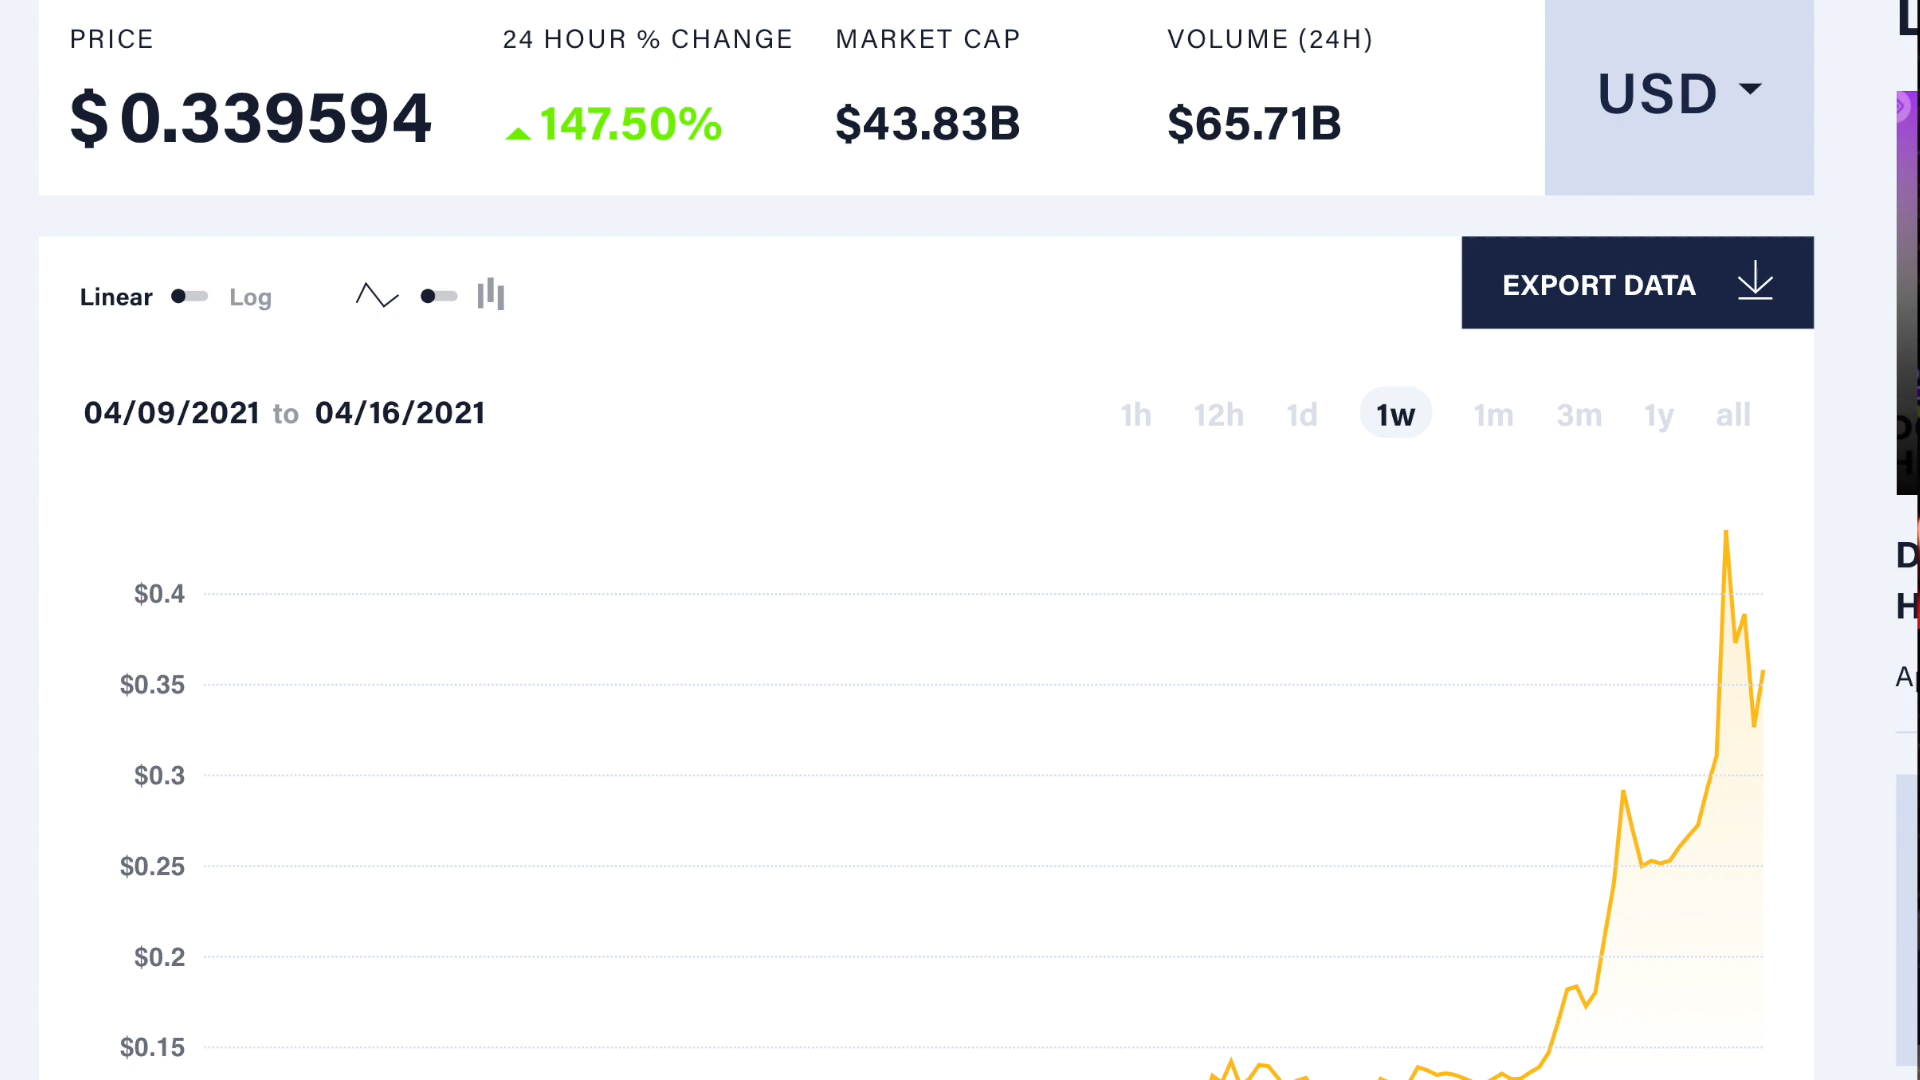 PRICE 24 HOUR % CHANGE MARKET CAP VOLUME (24H)
$0.339594 147.50% $43.83B $65.71B USD
EXPORT DATA
Linear Log
04/09/2021 to 04/16/2021 1h 12h 1d 1w 1m 3m 1y all
$0.4
$0.35
$0.3
$0.25
$0.2
$0.15